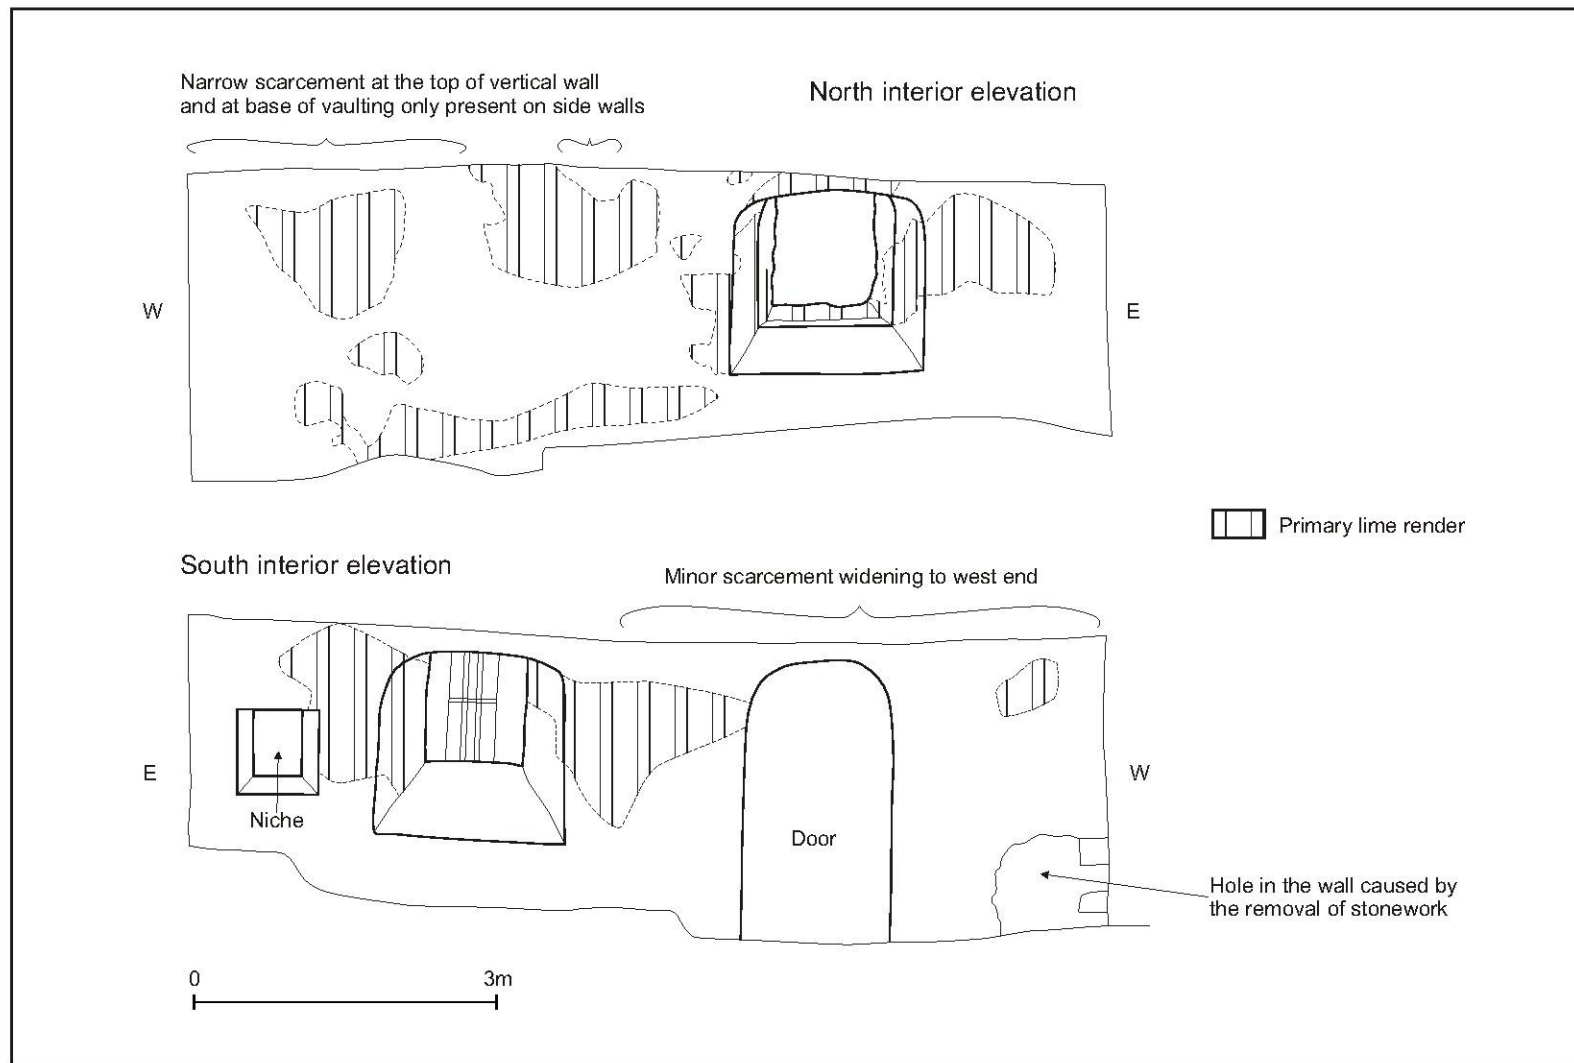 Narrow scarcement at the top of vertical wall
and at base of vaulting only present on side walls
North interior elevation
W
E
Primary lime render
South interior elevation
Minor scarcement widening to west end
E
W
Niche
Door
Hole in the wall caused by
the removal of stonework
0
3m